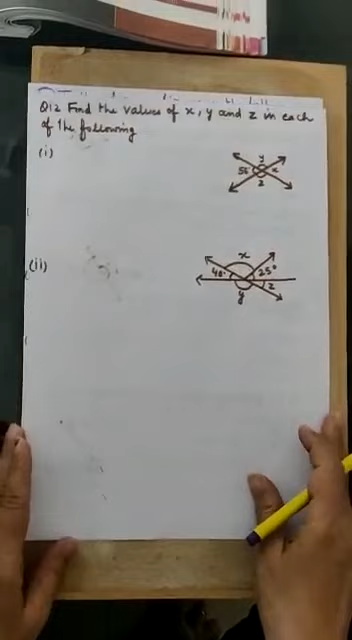 Q12 Find the values of x, y and z in each
of the following
(i)
y
55° x
z
(ii)
x
40° 25°
z
y